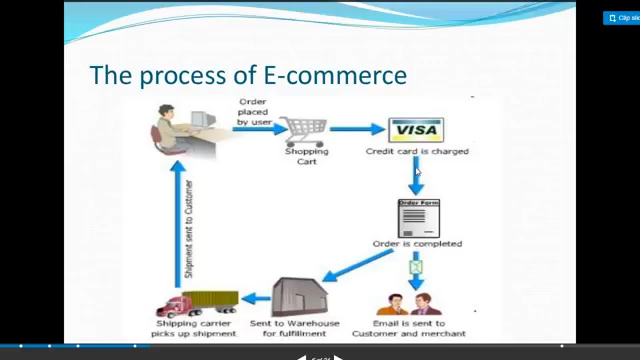 Clip slid
The process of E-commerce
Order
placed
by user
Shopping
Cart
VISA
Credit card is charged
Order Form
Order is completed
Shipment sent to Customer
Shipping carrier
picks up shipment
Sent to Warehouse
for fulfillment
Email is sent to
Customer and merchant